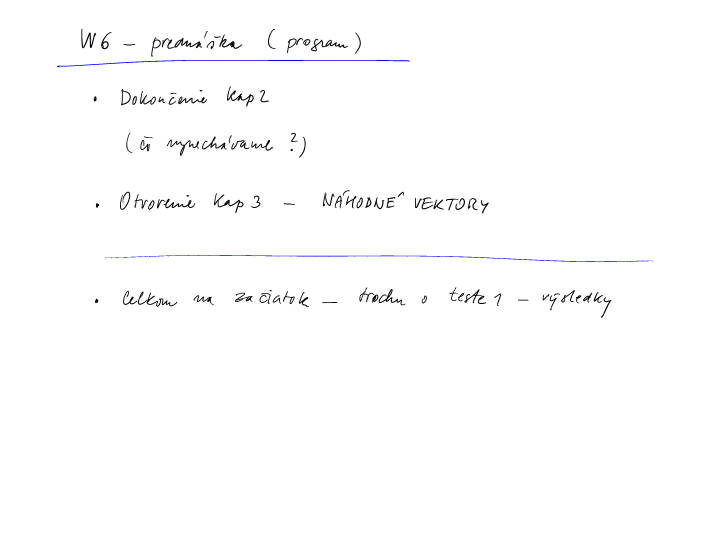 W6 – prednáška (program)
• Dokončenie Kap 2
(čo vynechávame ?)
• Otvorenie Kap 3 – NÁHODNÉ VEKTORY
• Celkom na začiatok – trochu o teste 1 – výsledky